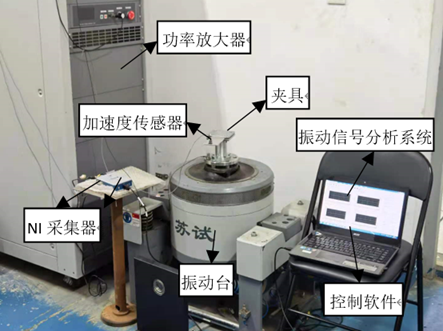 功率放大器
夹具
加速度传感器
振动信号分析系统
NI 采集器
苏试
振动台
控制软件